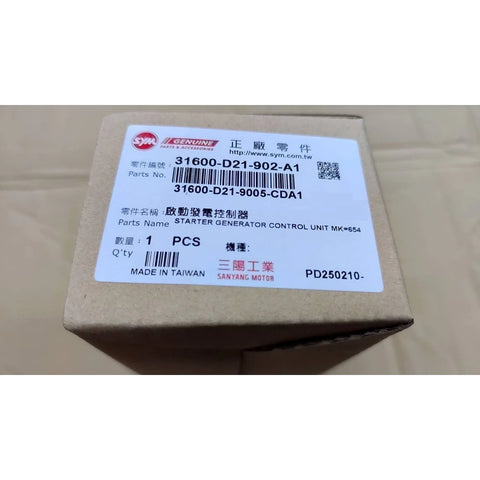 SYM GENUINE PARTS & ACCESSORIES 正廠零件
http://www.sym.com.tw
零件編號: 31600-D21-902-A1
Parts No.
31600-D21-9005-CDA1
零件名稱: 啟動發電控制器
Parts Name STARTER GENERATOR CONTROL UNIT MK=654
數量: 1 PCS 機種:
Q'ty
三陽工業
MADE IN TAIWAN SANYANG MOTOR PD250210-